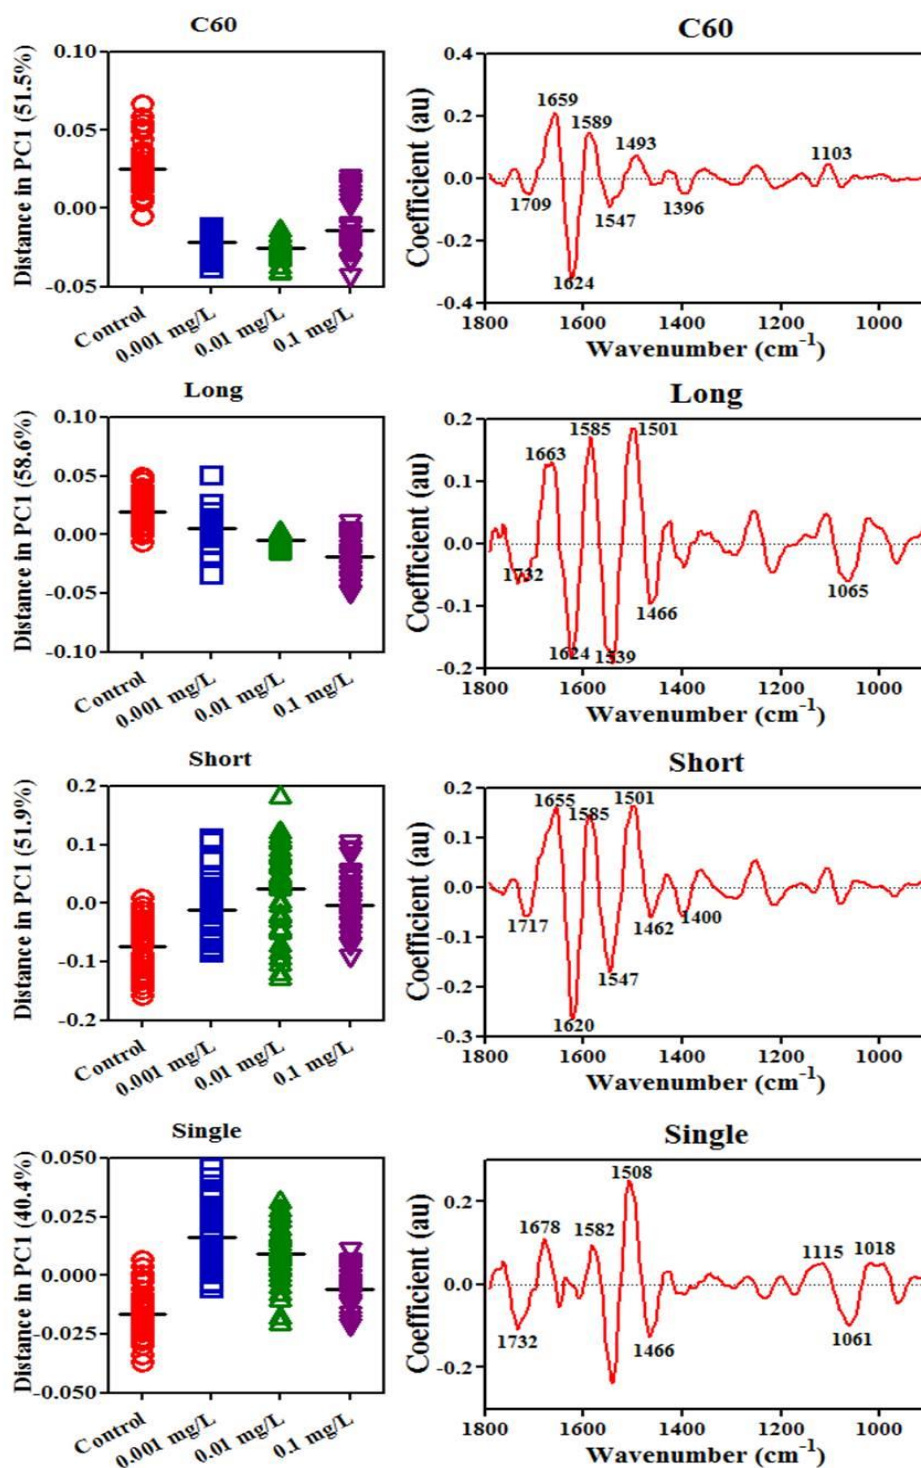 C60
Distance in PC1 (51.5%)
0.10
0.05
0.00
-0.05
Control
0.001 mg/L
0.01 mg/L
0.1 mg/L
C60
Coefficient (au)
0.4
0.2
0.0
-0.2
-0.4
1659
1589
1493
1103
1709
1547
1396
1624
1800
1600
1400
1200
1000
Wavenumber (cm-1)
Long
Distance in PC1 (58.6%)
0.10
0.05
0.00
-0.05
-0.10
Control
0.001 mg/L
0.01 mg/L
0.1 mg/L
Long
Coefficient (au)
0.2
0.1
0.0
-0.1
-0.2
1663
1585
1501
1732
1466
1065
1624
1539
1800
1600
1400
1200
1000
Wavenumber (cm-1)
Short
Distance in PC1 (51.9%)
0.2
0.1
0.0
-0.1
-0.2
Control
0.001 mg/L
0.01 mg/L
0.1 mg/L
Short
Coefficient (au)
0.2
0.1
0.0
-0.1
-0.2
-0.3
1655
1585
1501
1717
1462
1400
1547
1620
1800
1600
1400
1200
1000
Wavenumber (cm-1)
Single
Distance in PC1 (40.4%)
0.050
0.025
0.000
-0.025
-0.050
Control
0.001 mg/L
0.01 mg/L
0.1 mg/L
Single
Coefficient (au)
0.2
0.0
-0.2
1508
1678
1582
1115
1018
1732
1466
1061
1800
1600
1400
1200
1000
Wavenumber (cm-1)